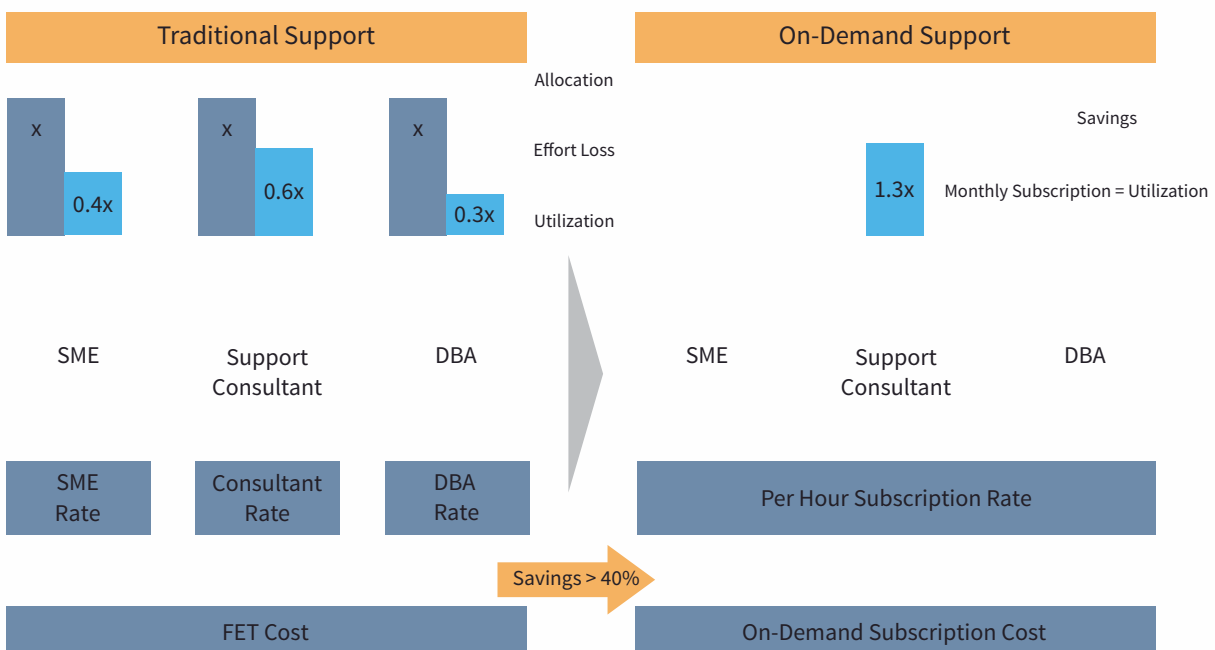 Traditional Support
On-Demand Support
Allocation
Effort Loss
Utilization
x
0.4x
x
0.6x
x
0.3x
Savings
1.3x
Monthly Subscription = Utilization
SME
Support
Consultant
DBA
SME
Support
Consultant
DBA
SME
Rate
Consultant
Rate
DBA
Rate
Per Hour Subscription Rate
Savings > 40%
FET Cost
On-Demand Subscription Cost